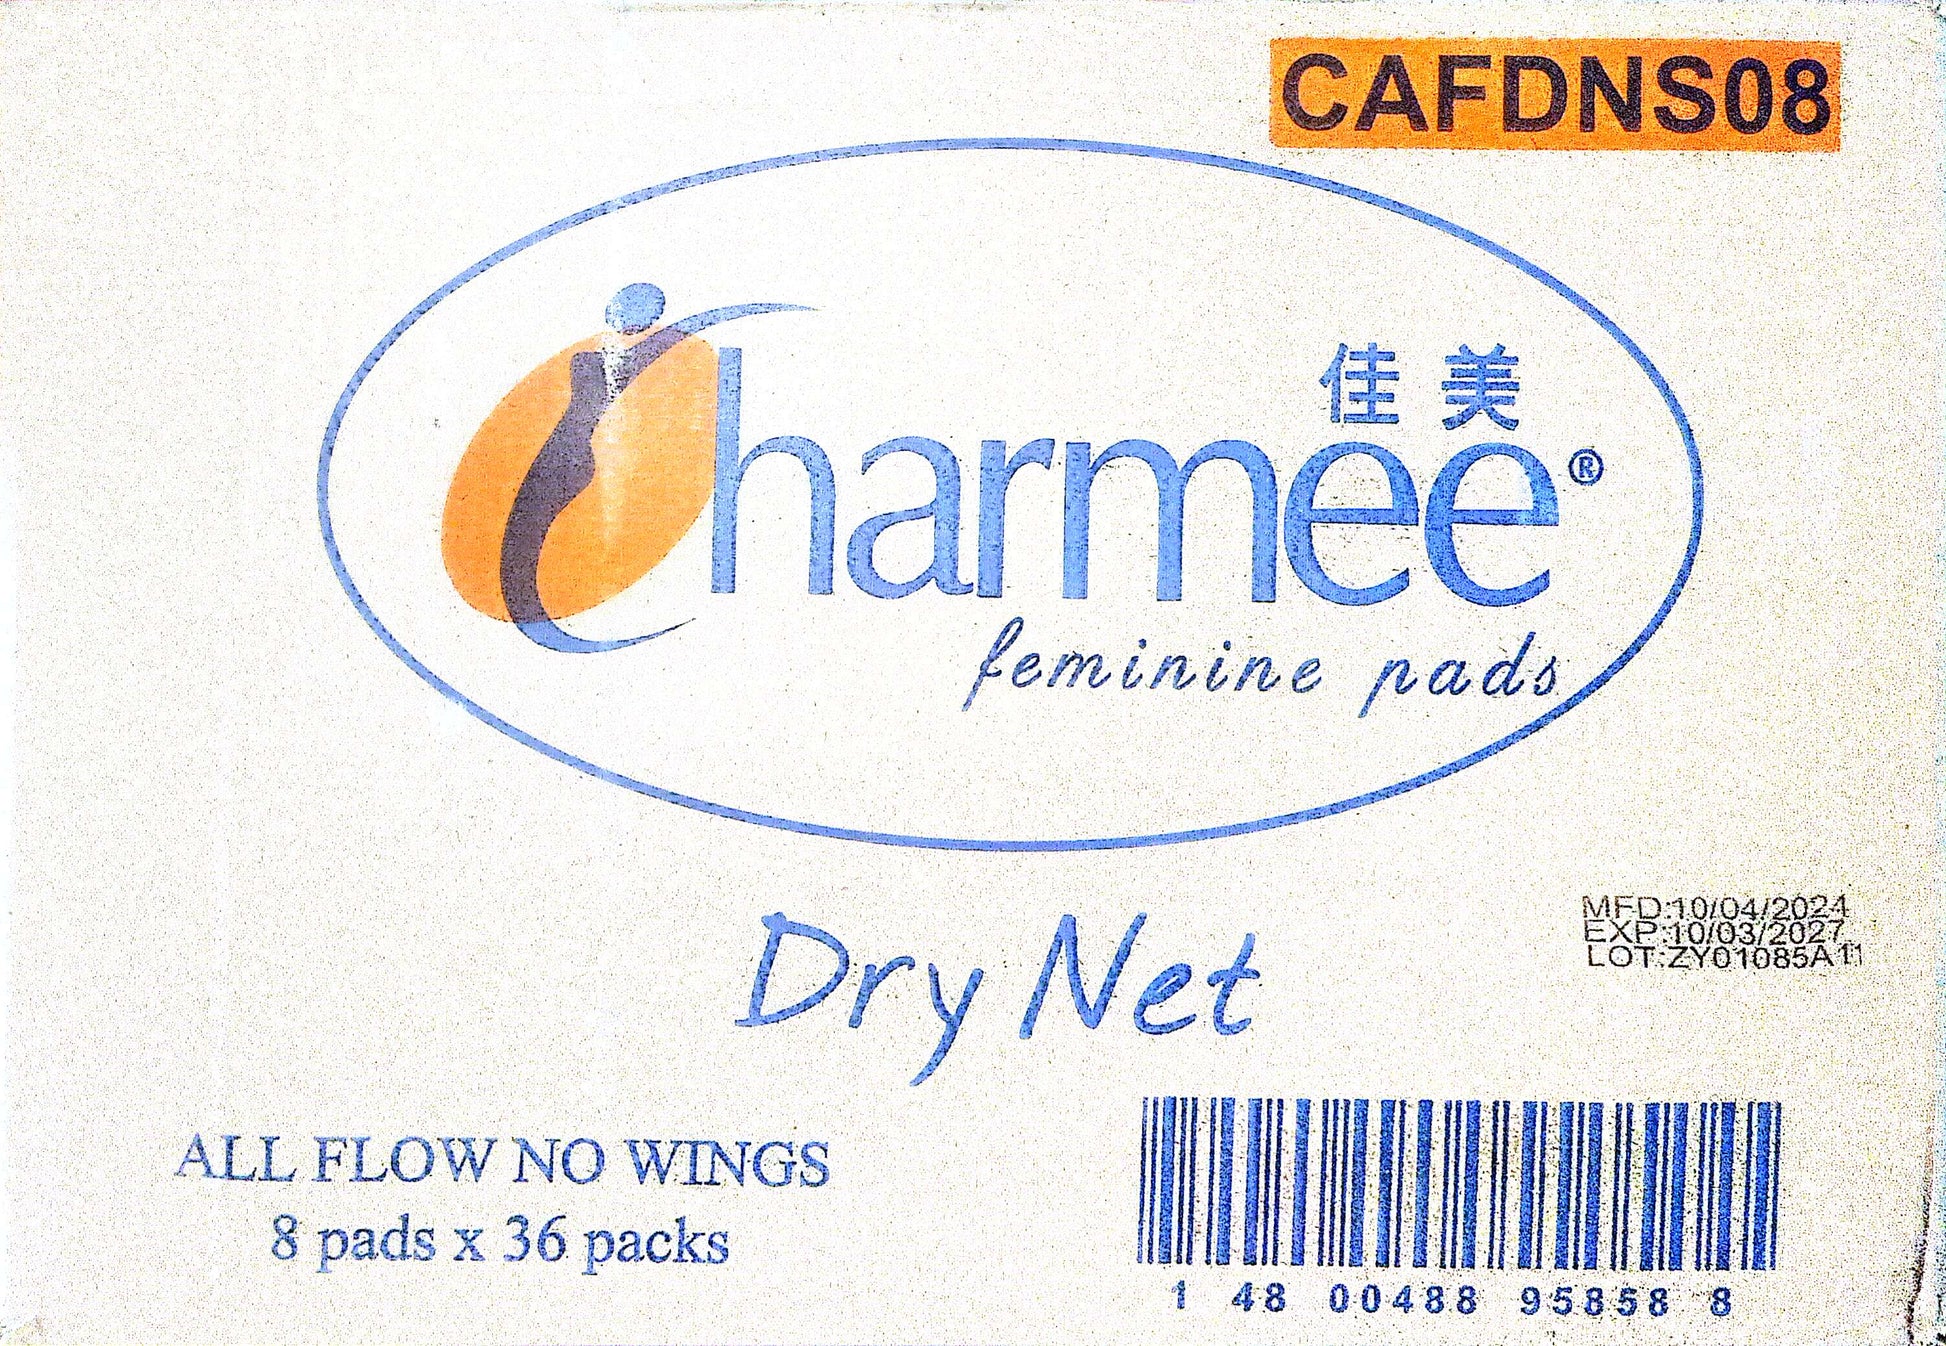 CAFDNS08
佳美
Charmee®
feminine pads
Dry Net
MFD:10/04/2024
EXP:10/03/2027
LOT:ZY01085A11
ALL FLOW NO WINGS
8 pads x 36 packs
1 48 00488 95858 8